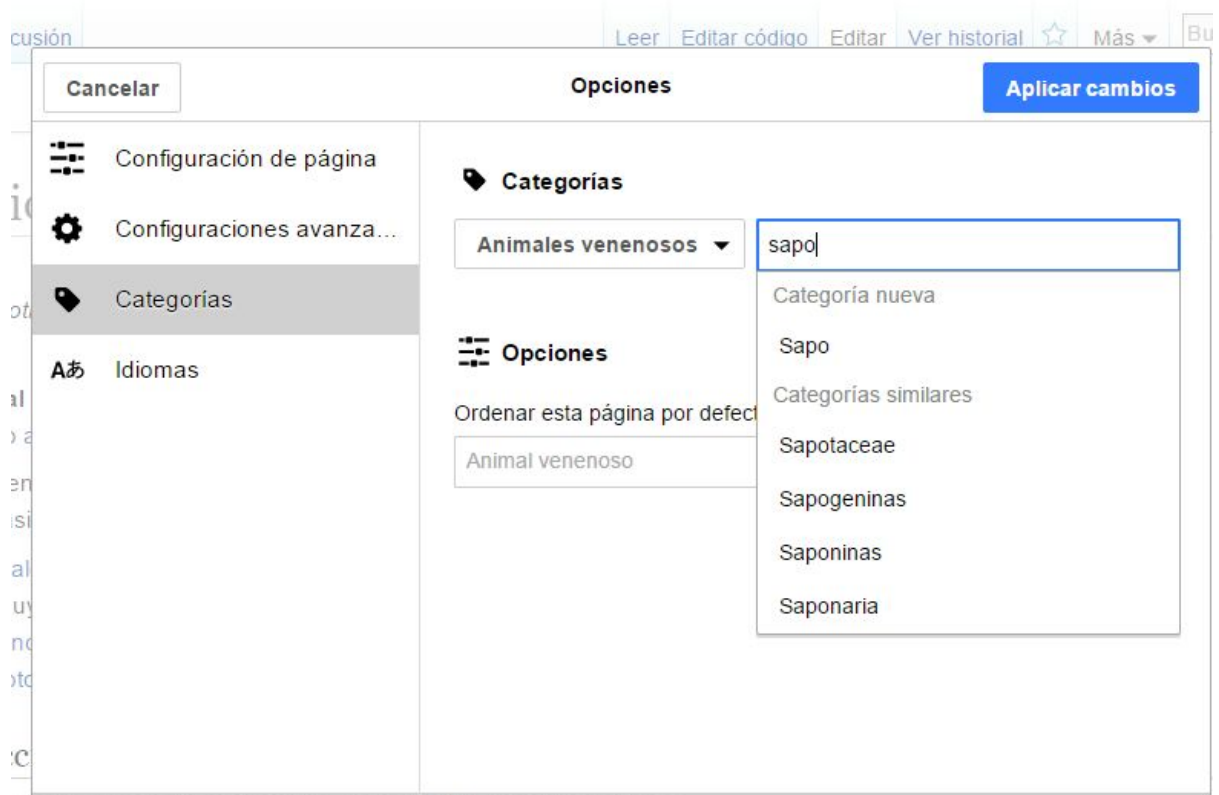 Leer Editar código Editar Ver historial Más
Cancelar Opciones Aplicar cambios
Configuración de página
Configuraciones avanza...
Categorías
Aあ Idiomas
Categorías
Animales venenosos sapo
Categoría nueva
Sapo
Categorías similares
Sapotaceae
Sapogeninas
Saponinas
Saponaria
Opciones
Ordenar esta página por defect
Animal venenoso